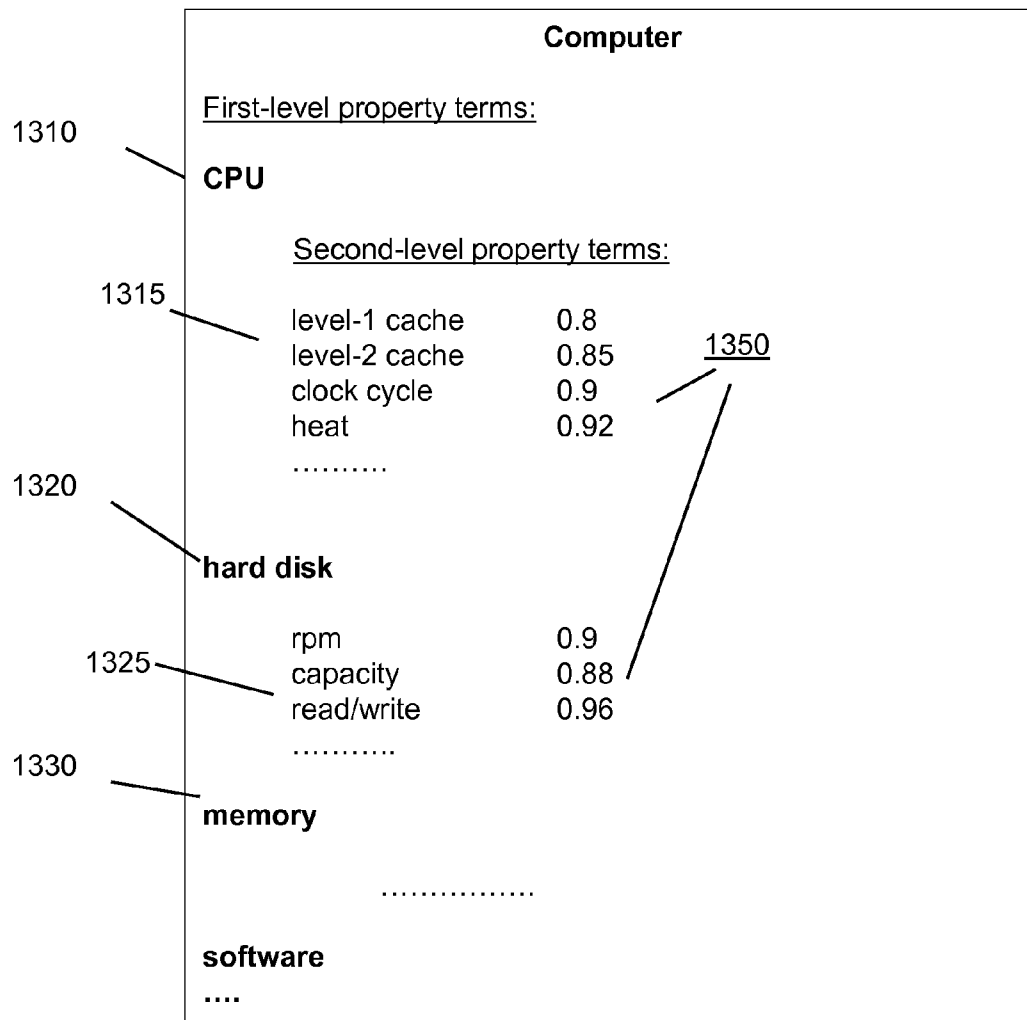 Computer
First-level property terms:
1310
CPU
Second-level property terms:
1315
level-1 cache 0.8
level-2 cache 0.85
1350
clock cycle 0.9
heat 0.92
..........
1320
hard disk
rpm 0.9
1325
capacity 0.88
read/write 0.96
...........
1330
memory
................
software
....